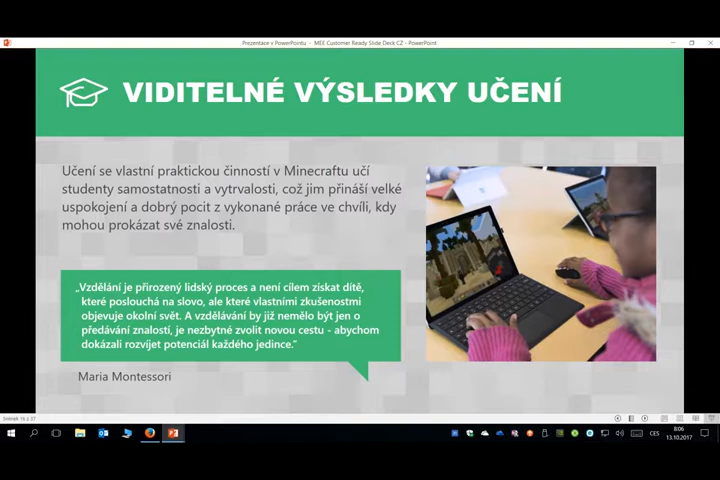 Prezentace v PowerPointu - MEE Customer Ready Slide Deck CZ - PowerPoint
VIDITELNÉ VÝSLEDKY UČENÍ
Učení se vlastní praktickou činností v Minecraftu učí
studenty samostatnosti a vytrvalosti, což jim přináší velké
uspokojení a dobrý pocit z vykonané práce ve chvíli, kdy
mohou prokázat své znalosti.
„Vzdělání je přirozený lidský proces a není cílem získat dítě,
které poslouchá na slovo, ale které vlastními zkušenostmi
objevuje okolní svět. A vzdělávání by již nemělo být jen o
předávání znalostí, je nezbytné zvolit novou cestu - abychom
dokázali rozvíjet potenciál každého jedince.“
Maria Montessori
Snímek 16 z 37
CES
8:06
13.10.2017